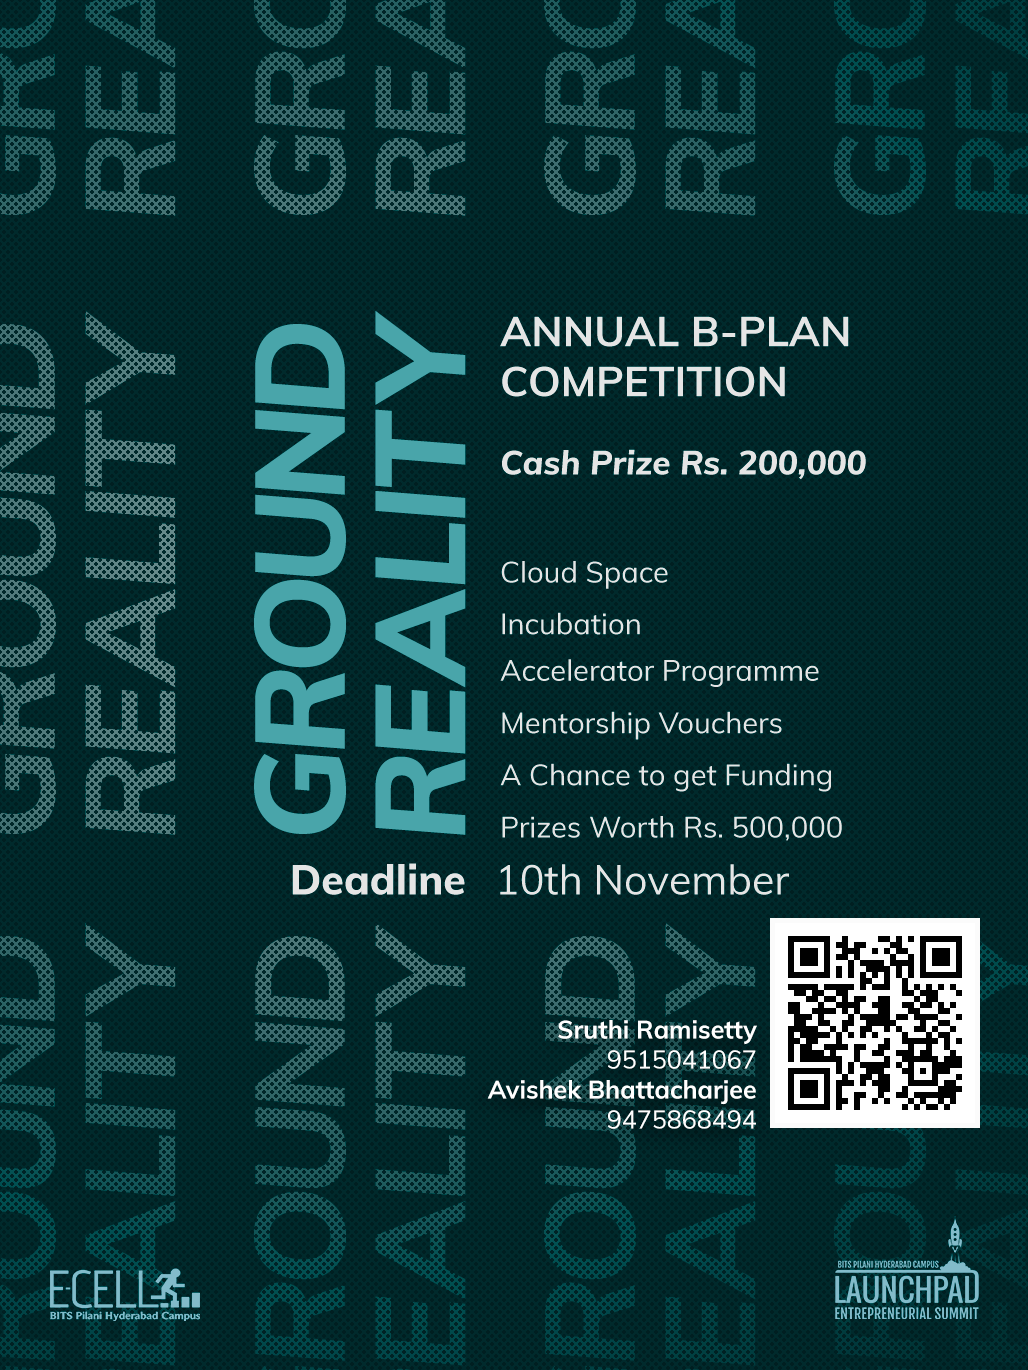 GROUND
REALITY
ANNUAL B-PLAN
COMPETITION
Cash Prize Rs. 200,000
Cloud Space
Incubation
Accelerator Programme
Mentorship Vouchers
A Chance to get Funding
Prizes Worth Rs. 500,000
Deadline 10th November
Sruthi Ramisetty
9515041067
Avishek Bhattacharjee
9475868494
E-CELL
BITS Pilani Hyderabad Campus
BITS PILANI HYDERABAD CAMPUS
LAUNCHPAD
ENTREPRENEURIAL SUMMIT